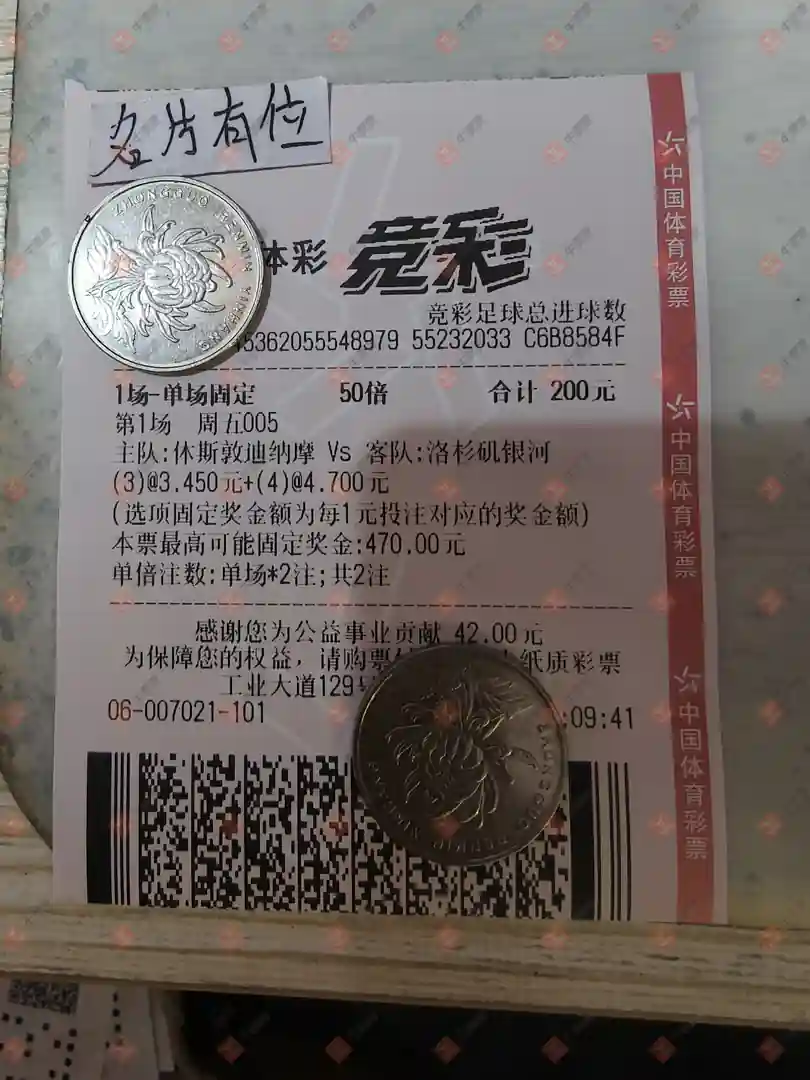 名片有位
ZHONGGUO RENMIN YINHANG
体彩 竞彩
竞彩足球总进球数
5362055548979 55232033 C6B8584F
1场-单场固定 50倍 合计 200元
第1场 周五005
主队:休斯敦迪纳摩 Vs 客队:洛杉矶银河
(3)@3.450元+(4)@4.700元
(选项固定奖金额为每1元投注对应的奖金额)
本票最高可能固定奖金:470.00元
单倍注数:单场*2注;共2注
感谢您为公益事业贡献 42.00元
为保障您的权益,请购票 纸质彩票
工业大道129号
06-007021-101 :09:41
中国体育彩票
中国体育彩票
中国体育彩票